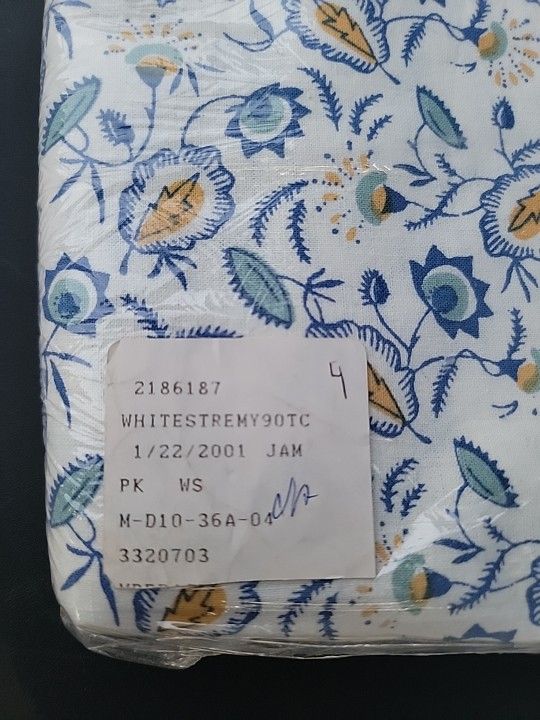 4
2186187
WHITESTREMY90TC
1/22/2001 JAM
PK WS
M-D10-36A-04
3320703